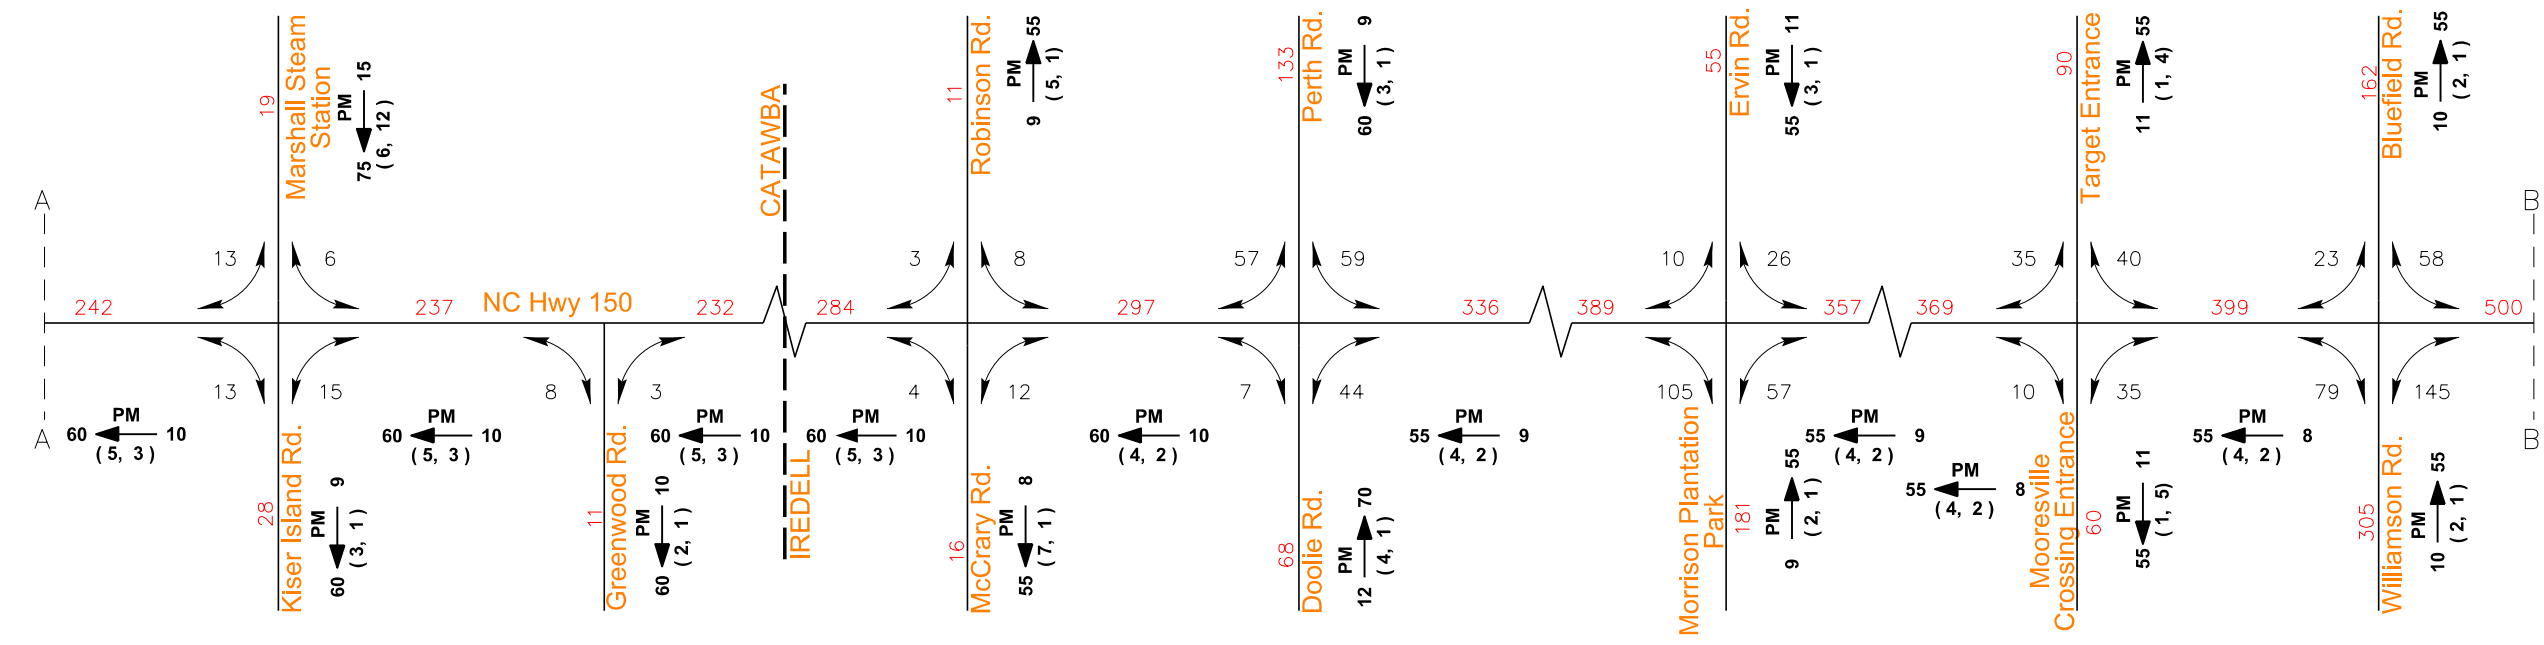 A
A
242
60 PM 10
( 5, 3 )
19
Marshall Steam
Station
15 PM 75
( 6, 12 )
13
6
13
15
28
Kiser Island Rd.
9 PM 60
( 3, 1 )
237
NC Hwy 150
60 PM 10
( 5, 3 )
8
3
11
Greenwood Rd.
10 PM 60
( 2, 1 )
232
60 PM 10
( 5, 3 )
CATAWBA
IREDELL
284
60 PM 10
( 5, 3 )
11
Robinson Rd.
9 PM 55
( 5, 1 )
3
8
4
12
16
McCrary Rd.
8 PM 55
( 7, 1 )
297
60 PM 10
( 4, 2 )
133
Perth Rd.
9 PM 60
( 3, 1 )
57
59
7
44
68
Doolie Rd.
12 PM 70
( 4, 1 )
336
55 PM 9
( 4, 2 )
389
55
Ervin Rd.
11 PM 55
( 3, 1 )
10
26
105
57
Morrison Plantation
Park
181
9 PM 55
( 2, 1 )
357
55 PM 9
( 4, 2 )
369
55 PM 8
( 4, 2 )
90
Target Entrance
11 PM 55
( 1, 4 )
35
40
10
35
Mooresville
Crossing Entrance
60
11 PM 55
( 1, 5 )
399
55 PM 8
( 4, 2 )
162
Bluefield Rd.
10 PM 55
( 2, 1 )
23
58
79
145
305
Williamson Rd.
10 PM 55
( 2, 1 )
500
B
B